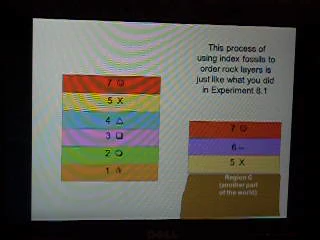 This process of
using index fossils to
order rock layers is
just like what you did
in Experiment 8.1
7
5 X
4 △
3
2
1
7
6
5 X
Region C
(another part
of the world)
DELL